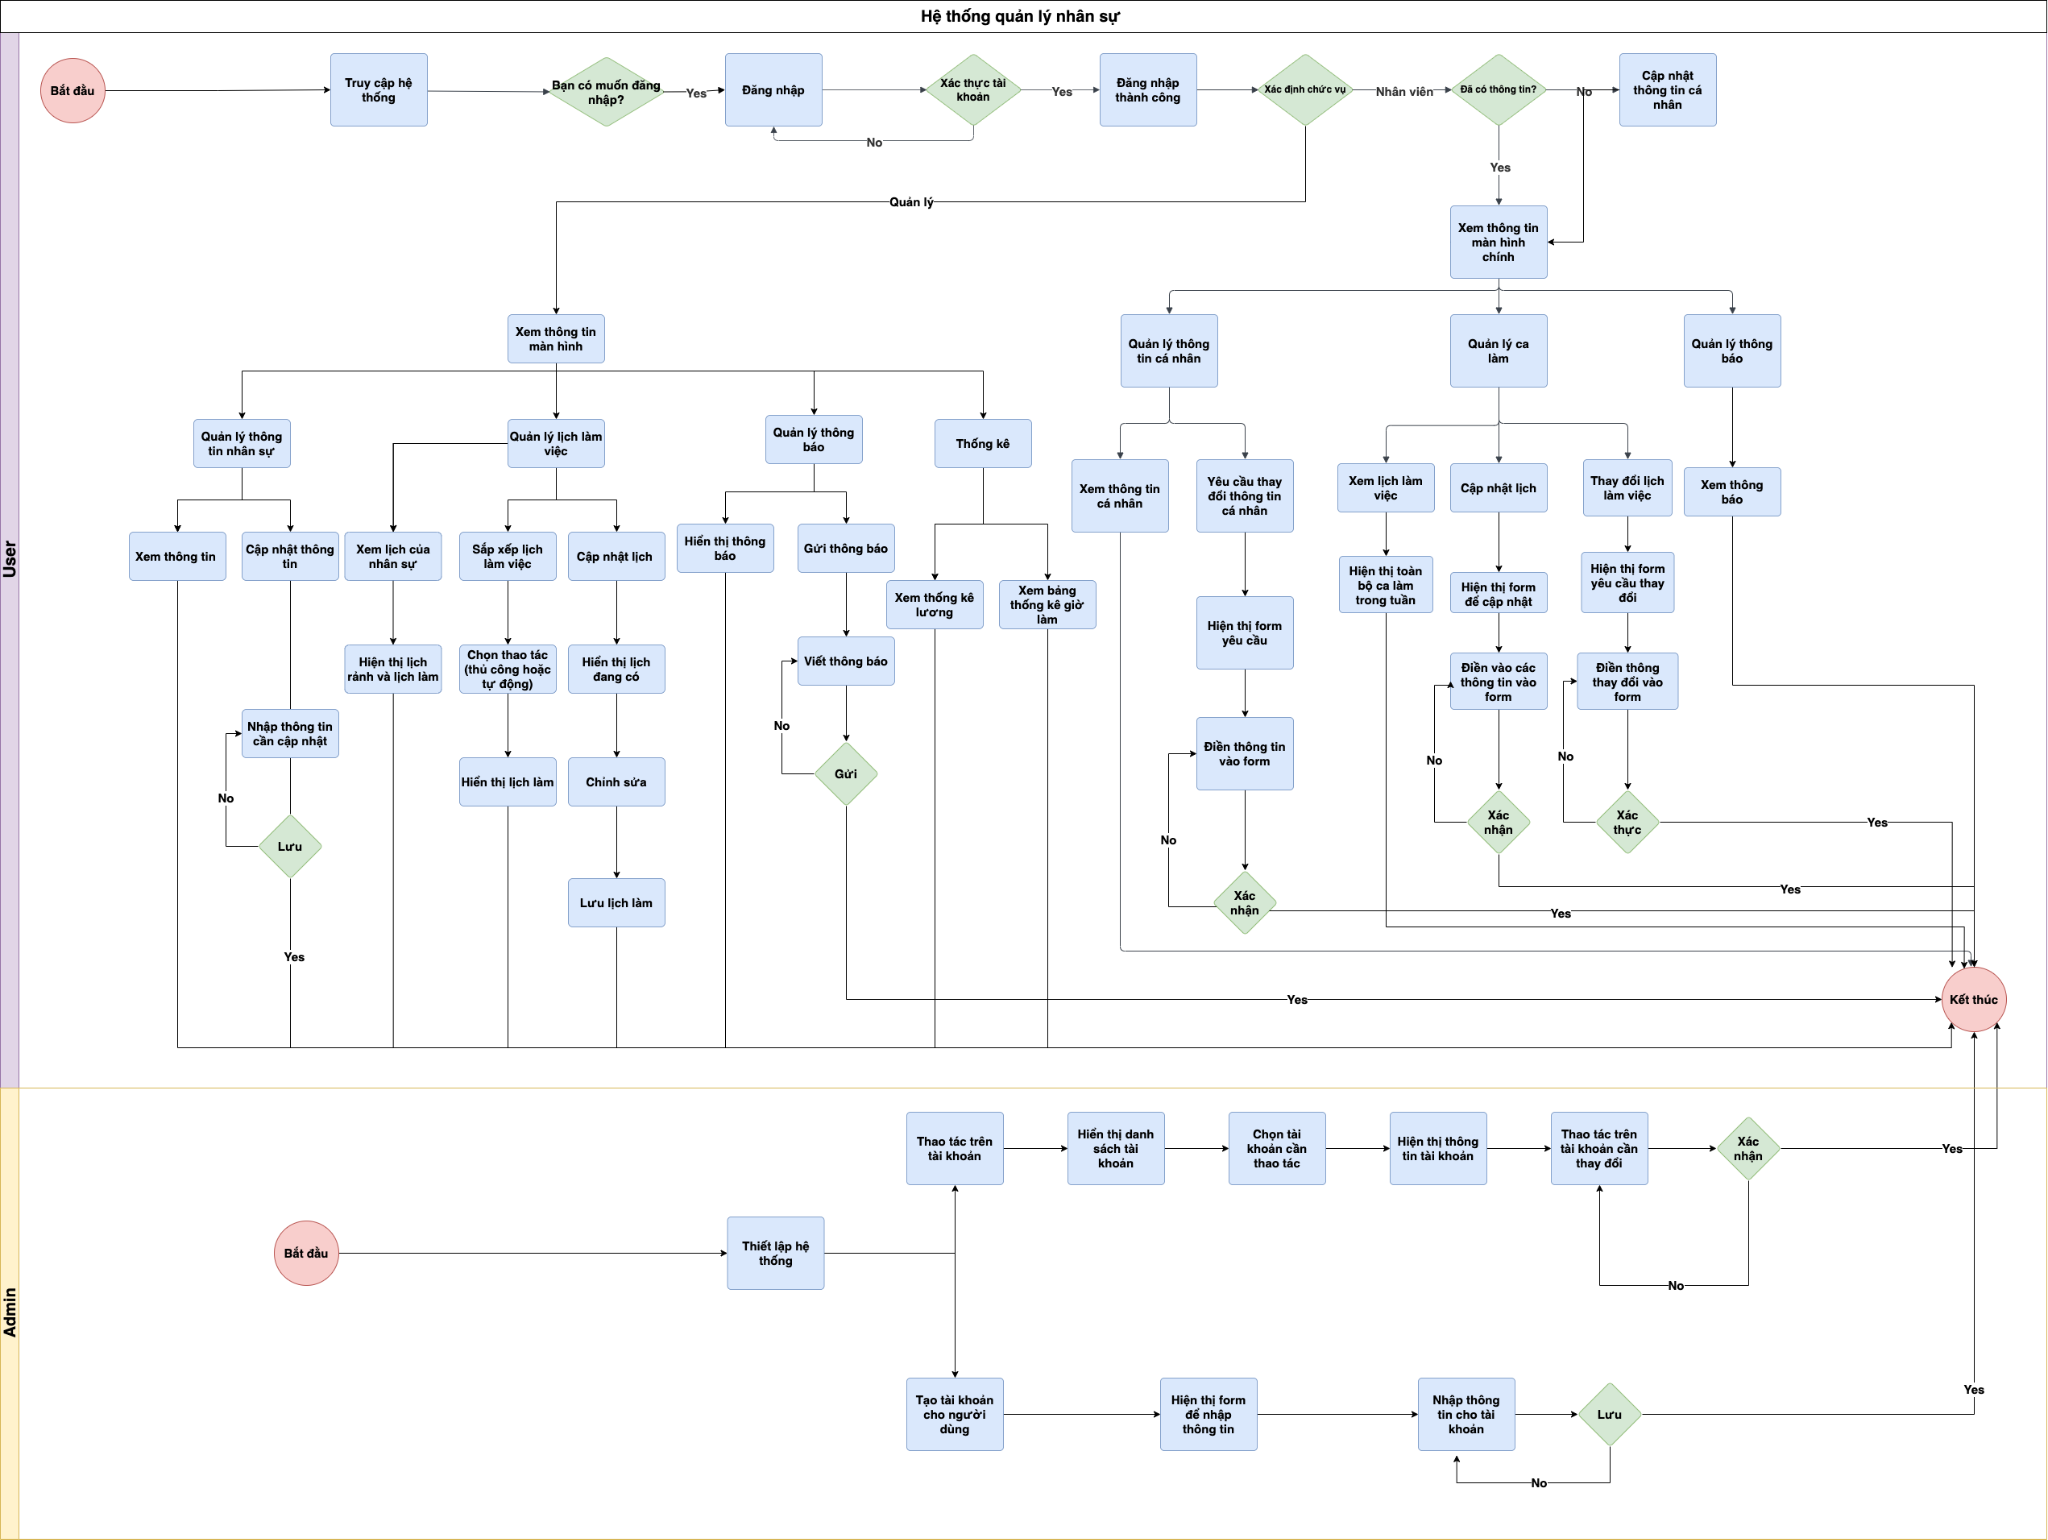 Hệ thống quản lý nhân sự
User
Bắt đầu
Truy cập hệ
thống
Bạn có muốn đăng
nhập?
Yes
Đăng nhập
No
Xác thực tài
khoản
Yes
Đăng nhập
thành công
Xác định chức vụ
Nhân viên
Đã có thông tin?
No
Cập nhật
thông tin cá
nhân
Yes
Quản lý
Xem thông tin
màn hình
chính
Xem thông tin
màn hình
Quản lý thông
tin cá nhân
Quản lý ca
làm
Quản lý thông
báo
Quản lý thông
tin nhân sự
Quản lý lịch làm
việc
Quản lý thông
báo
Thống kê
Xem thông tin
cá nhân
Yêu cầu thay
đổi thông tin
cá nhân
Xem lịch làm
việc
Cập nhật lịch
Thay đổi lịch
làm việc
Xem thông
báo
Xem thông tin
Cập nhật thông
tin
Xem lịch của
nhân sự
Sắp xếp lịch
làm việc
Cập nhật lịch
Hiển thị thông
báo
Gửi thông báo
Xem thống kê
lương
Xem bảng
thống kê giờ
làm
Hiện thị toàn
bộ ca làm
trong tuần
Hiện thị form
để cập nhật
Hiện thị form
yêu cầu thay
đổi
Hiện thị form
yêu cầu
Hiện thị lịch
rảnh và lịch làm
Chọn thao tác
(thủ công hoặc
tự động)
Hiển thị lịch
đang có
Viết thông báo
Điền vào các
thông tin vào
form
Điền thông
thay đổi vào
form
Nhập thông tin
cần cập nhật
No
Điền thông tin
vào form
No
No
Hiển thị lịch làm
Chỉnh sửa
Gửi
No
Xác
nhận
Xác
thực
Yes
Lưu
No
Yes
Lưu lịch làm
Xác
nhận
Yes
Yes
Yes
Kết thúc
Admin
Thao tác trên
tài khoản
Hiển thị danh
sách tài
khoản
Chọn tài
khoản cần
thao tác
Hiện thị thông
tin tài khoản
Thao tác trên
tài khoản cần
thay đổi
Xác
nhận
Yes
Bắt đầu
Thiết lập hệ
thống
No
Tạo tài khoản
cho người
dùng
Hiện thị form
để nhập
thông tin
Nhập thông
tin cho tài
khoản
Lưu
Yes
No